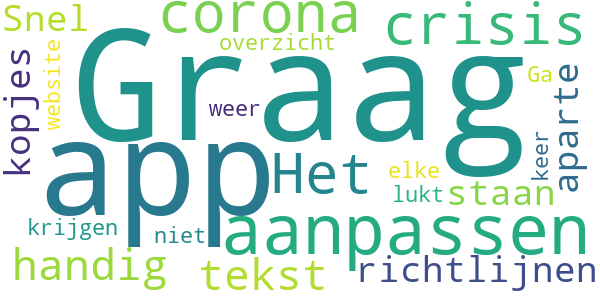 Snel
corona
crisis
overzicht
Graag
kopjes
website
weer
Ga
keer
aparte
app
Het
elke
lukt
staan
krijgen
niet
aanpassen
handig
tekst
richtlijnen